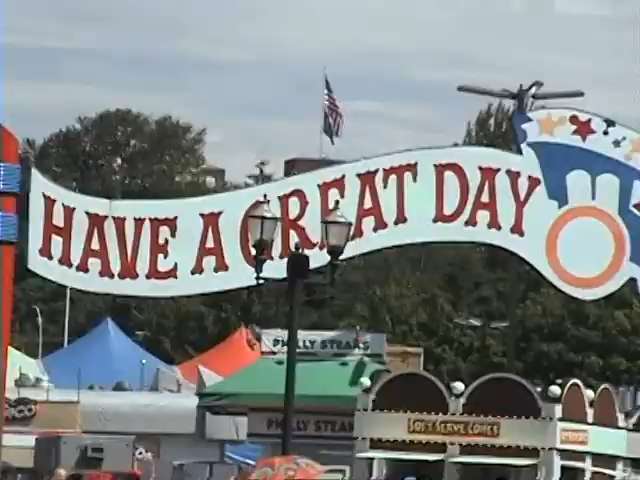 HAVE A GREAT DAY
PHILLY STEAKS
PHILLY STEAKS
SOFT SERVE CONES